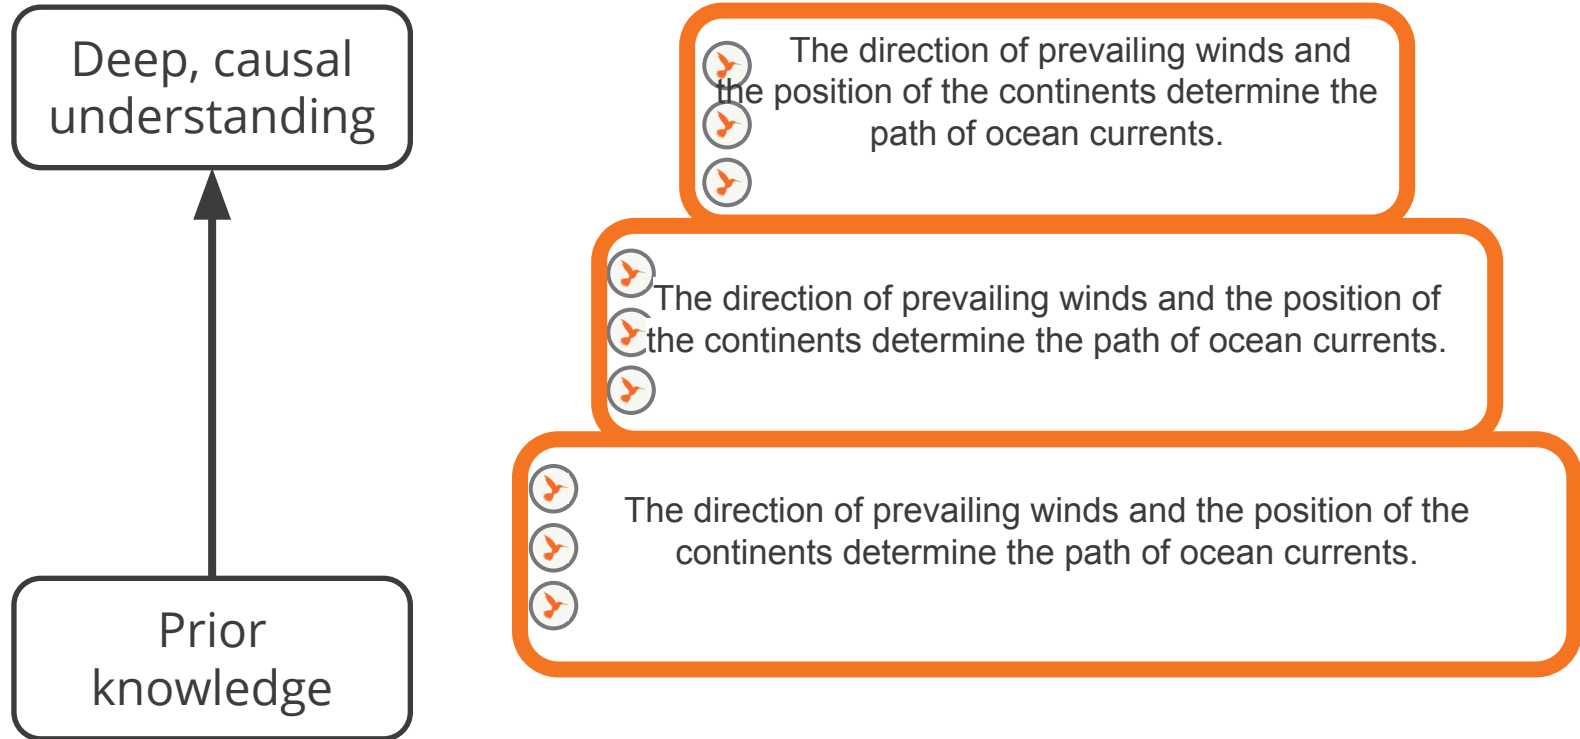 Deep, causal
understanding
Prior
knowledge
The direction of prevailing winds and
the position of the continents determine the
path of ocean currents.
The direction of prevailing winds and the position of
the continents determine the path of ocean currents.
The direction of prevailing winds and the position of the
continents determine the path of ocean currents.